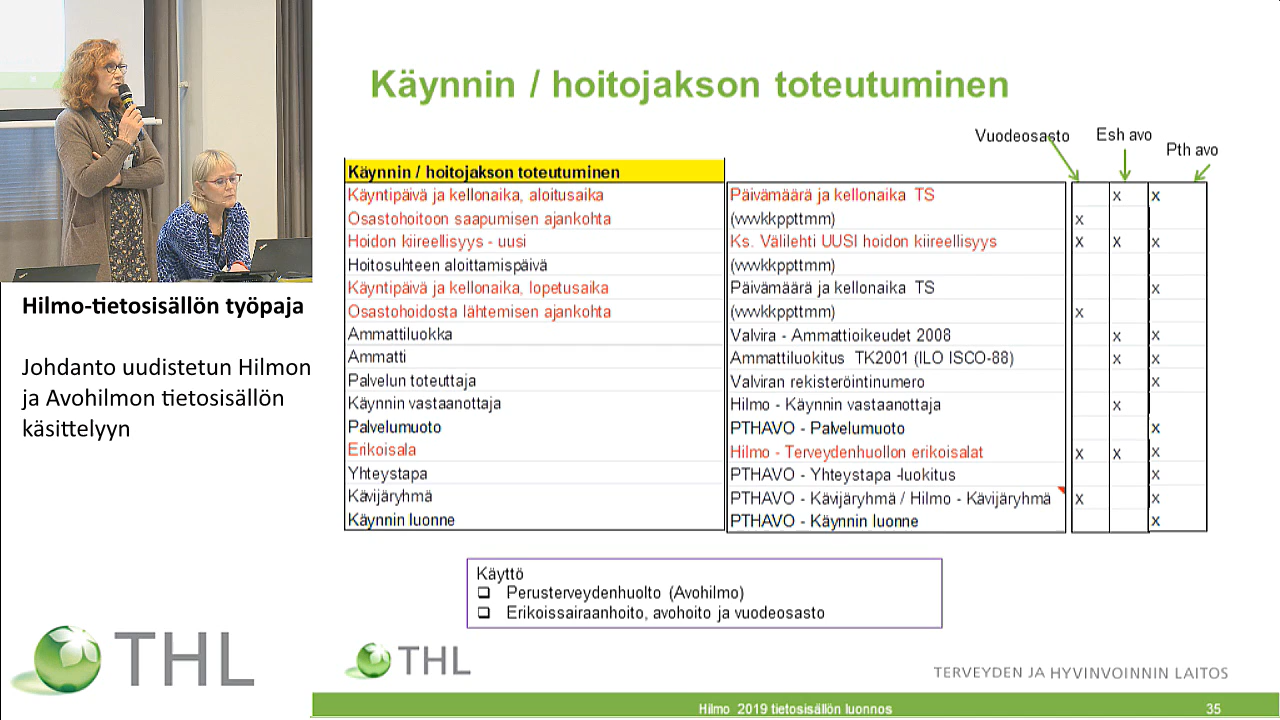 Hilmo-tietosisällön työpaja
Johdanto uudistetun Hilmon
ja Avohilmon tietosisällön
käsittelyyn
THL
Käynnin / hoitojakson toteutuminen
Vuodeosasto Esh avo Pth avo
Käynnin / hoitojakson toteutuminen
Käyntipäivä ja kellonaika, aloitusaika Päivämäärä ja kellonaika TS x x
Osastohoitoon saapumisen ajankohta (vvvvkkppttmm) x
Hoidon kiireellisyys - uusi Ks. Välilehti UUSI hoidon kiireellisyys x x x
Hoitosuhteen aloittamispäivä (vvvvkkppttmm)
Käyntipäivä ja kellonaika, lopetusaika Päivämäärä ja kellonaika TS x
Osastohoidosta lähtemisen ajankohta (vvvvkkppttmm) x
Ammattiluokka Valvira - Ammattioikeudet 2008 x x
Ammatti Ammattiluokitus TK2001 (ILO ISCO-88) x x
Palvelun toteuttaja Valviran rekisteröintinumero x
Käynnin vastaanottaja Hilmo - Käynnin vastaanottaja x
Palvelumuoto PTHAVO - Palvelumuoto x
Erikoisala Hilmo - Terveydenhuollon erikoisalat x x x
Yhteystapa PTHAVO - Yhteystapa -luokitus x
Kävijäryhmä PTHAVO - Kävijäryhmä / Hilmo - Kävijäryhmä x x
Käynnin luonne PTHAVO - Käynnin luonne x
Käyttö
Perusterveydenhuolto (Avohilmo)
Erikoissairaanhoito, avohoito ja vuodeosasto
THL
TERVEYDEN JA HYVINVOINNIN LAITOS
Hilmo 2019 tietosisällön luonnos 35